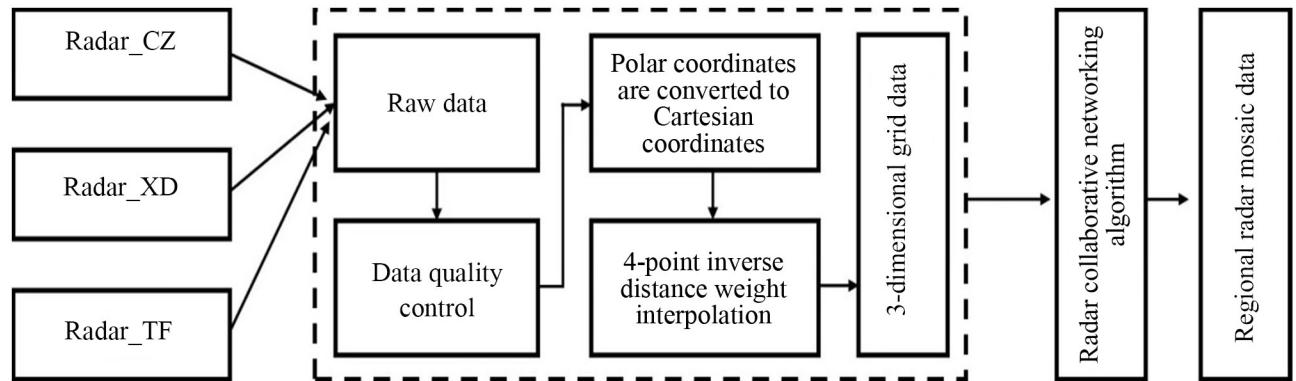 Radar_CZ
Radar_XD
Radar_TF
Raw data
Data quality
control
Polar coordinates
are converted to
Cartesian
coordinates
4-point inverse
distance weight
interpolation
3-dimensional grid data
Radar collaborative networking
algorithm
Regional radar mosaic data